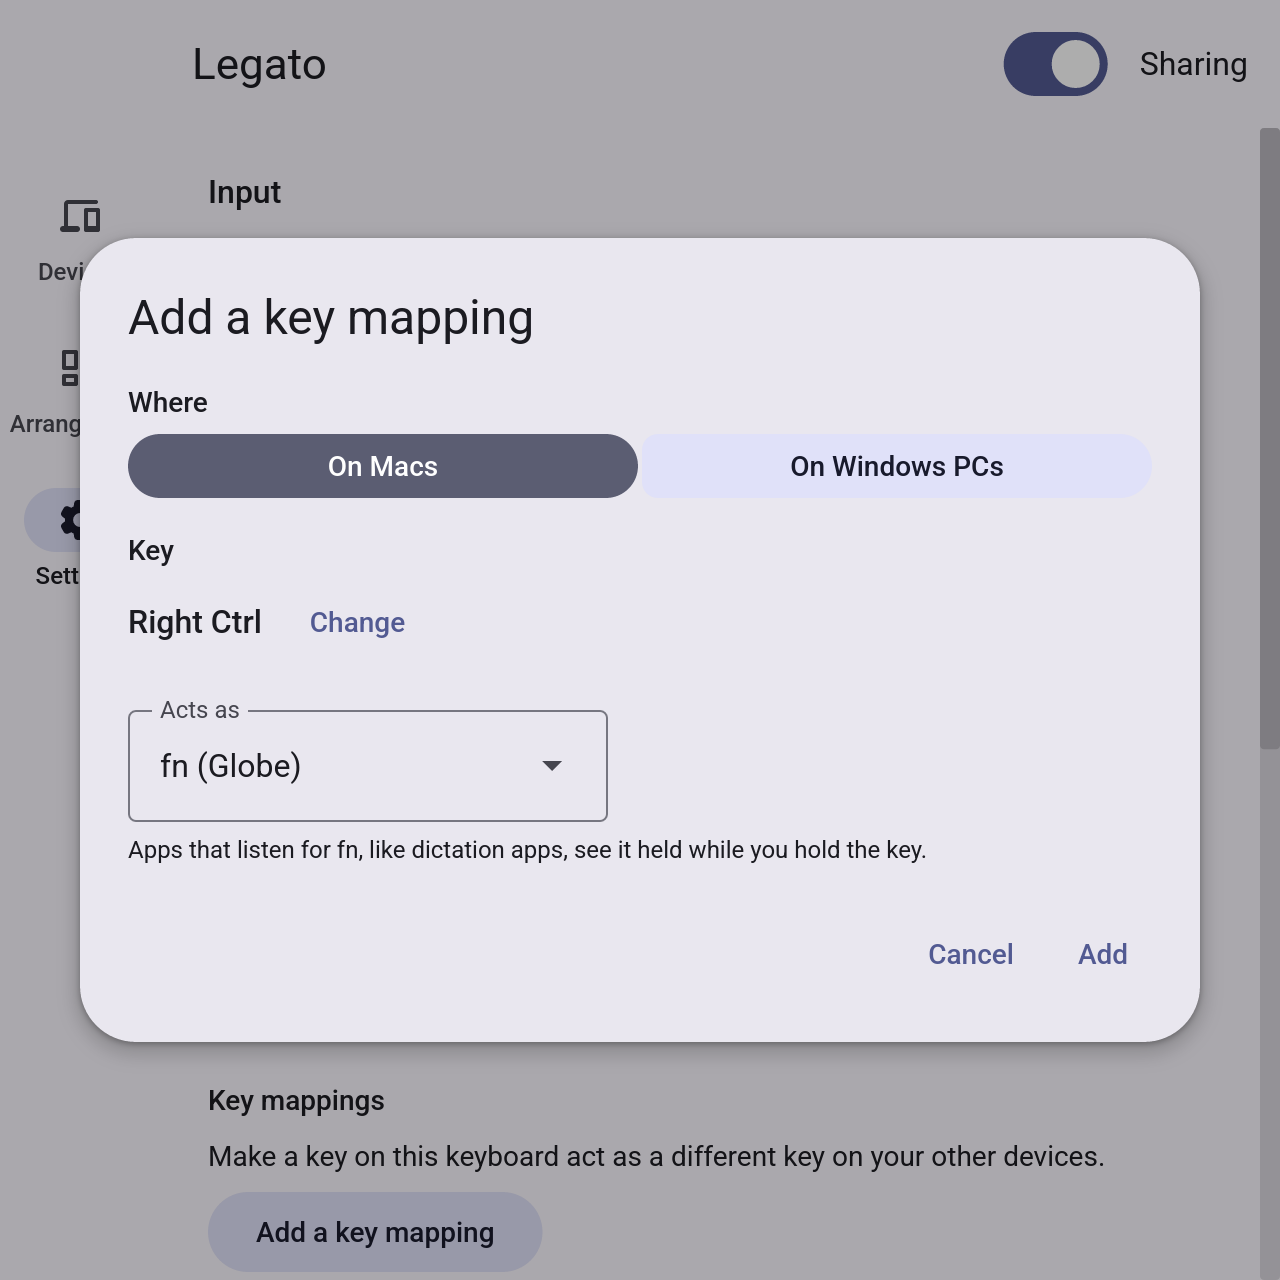 Legato
Sharing
Input
Add a key mapping
Where
On Macs
On Windows PCs
Key
Right Ctrl
Change
Acts as
fn (Globe)
Apps that listen for fn, like dictation apps, see it held while you hold the key.
Cancel
Add
Key mappings
Make a key on this keyboard act as a different key on your other devices.
Add a key mapping